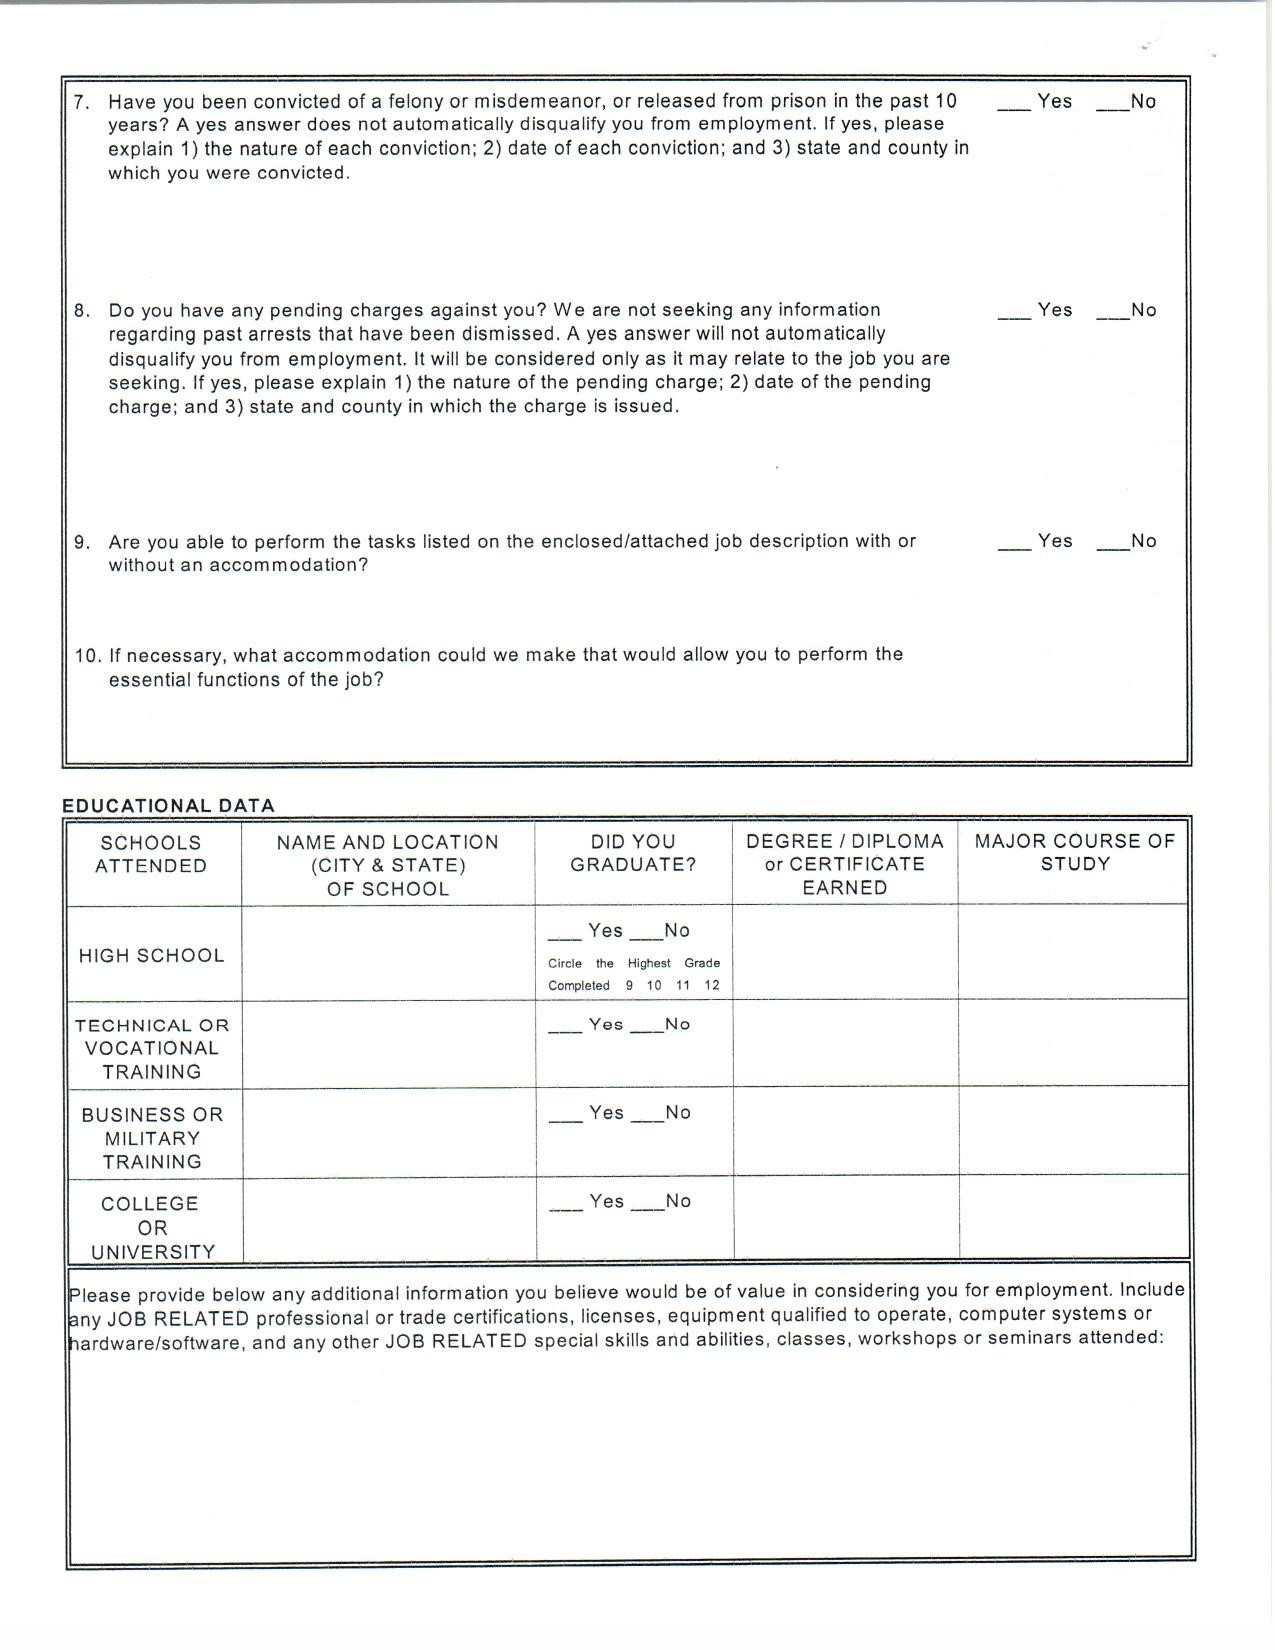 7. Have you been convicted of a felony or misdemeanor, or released from prison in the past 10 ___ Yes ___No
years? A yes answer does not automatically disqualify you from employment. If yes, please
explain 1) the nature of each conviction; 2) date of each conviction; and 3) state and county in
which you were convicted.
8. Do you have any pending charges against you? We are not seeking any information ___ Yes ___No
regarding past arrests that have been dismissed. A yes answer will not automatically
disqualify you from employment. It will be considered only as it may relate to the job you are
seeking. If yes, please explain 1) the nature of the pending charge; 2) date of the pending
charge; and 3) state and county in which the charge is issued.
9. Are you able to perform the tasks listed on the enclosed/attached job description with or ___ Yes ___No
without an accommodation?
10. If necessary, what accommodation could we make that would allow you to perform the
essential functions of the job?
EDUCATIONAL DATA
SCHOOLS
ATTENDED
NAME AND LOCATION
(CITY & STATE)
OF SCHOOL
DID YOU
GRADUATE?
DEGREE / DIPLOMA
or CERTIFICATE
EARNED
MAJOR COURSE OF
STUDY
HIGH SCHOOL
___ Yes ___No
Circle the Highest Grade
Completed 9 10 11 12
TECHNICAL OR
VOCATIONAL
TRAINING
___ Yes ___No
BUSINESS OR
MILITARY
TRAINING
___ Yes ___No
COLLEGE
OR
UNIVERSITY
___ Yes ___No
Please provide below any additional information you believe would be of value in considering you for employment. Include
any JOB RELATED professional or trade certifications, licenses, equipment qualified to operate, computer systems or
hardware/software, and any other JOB RELATED special skills and abilities, classes, workshops or seminars attended: